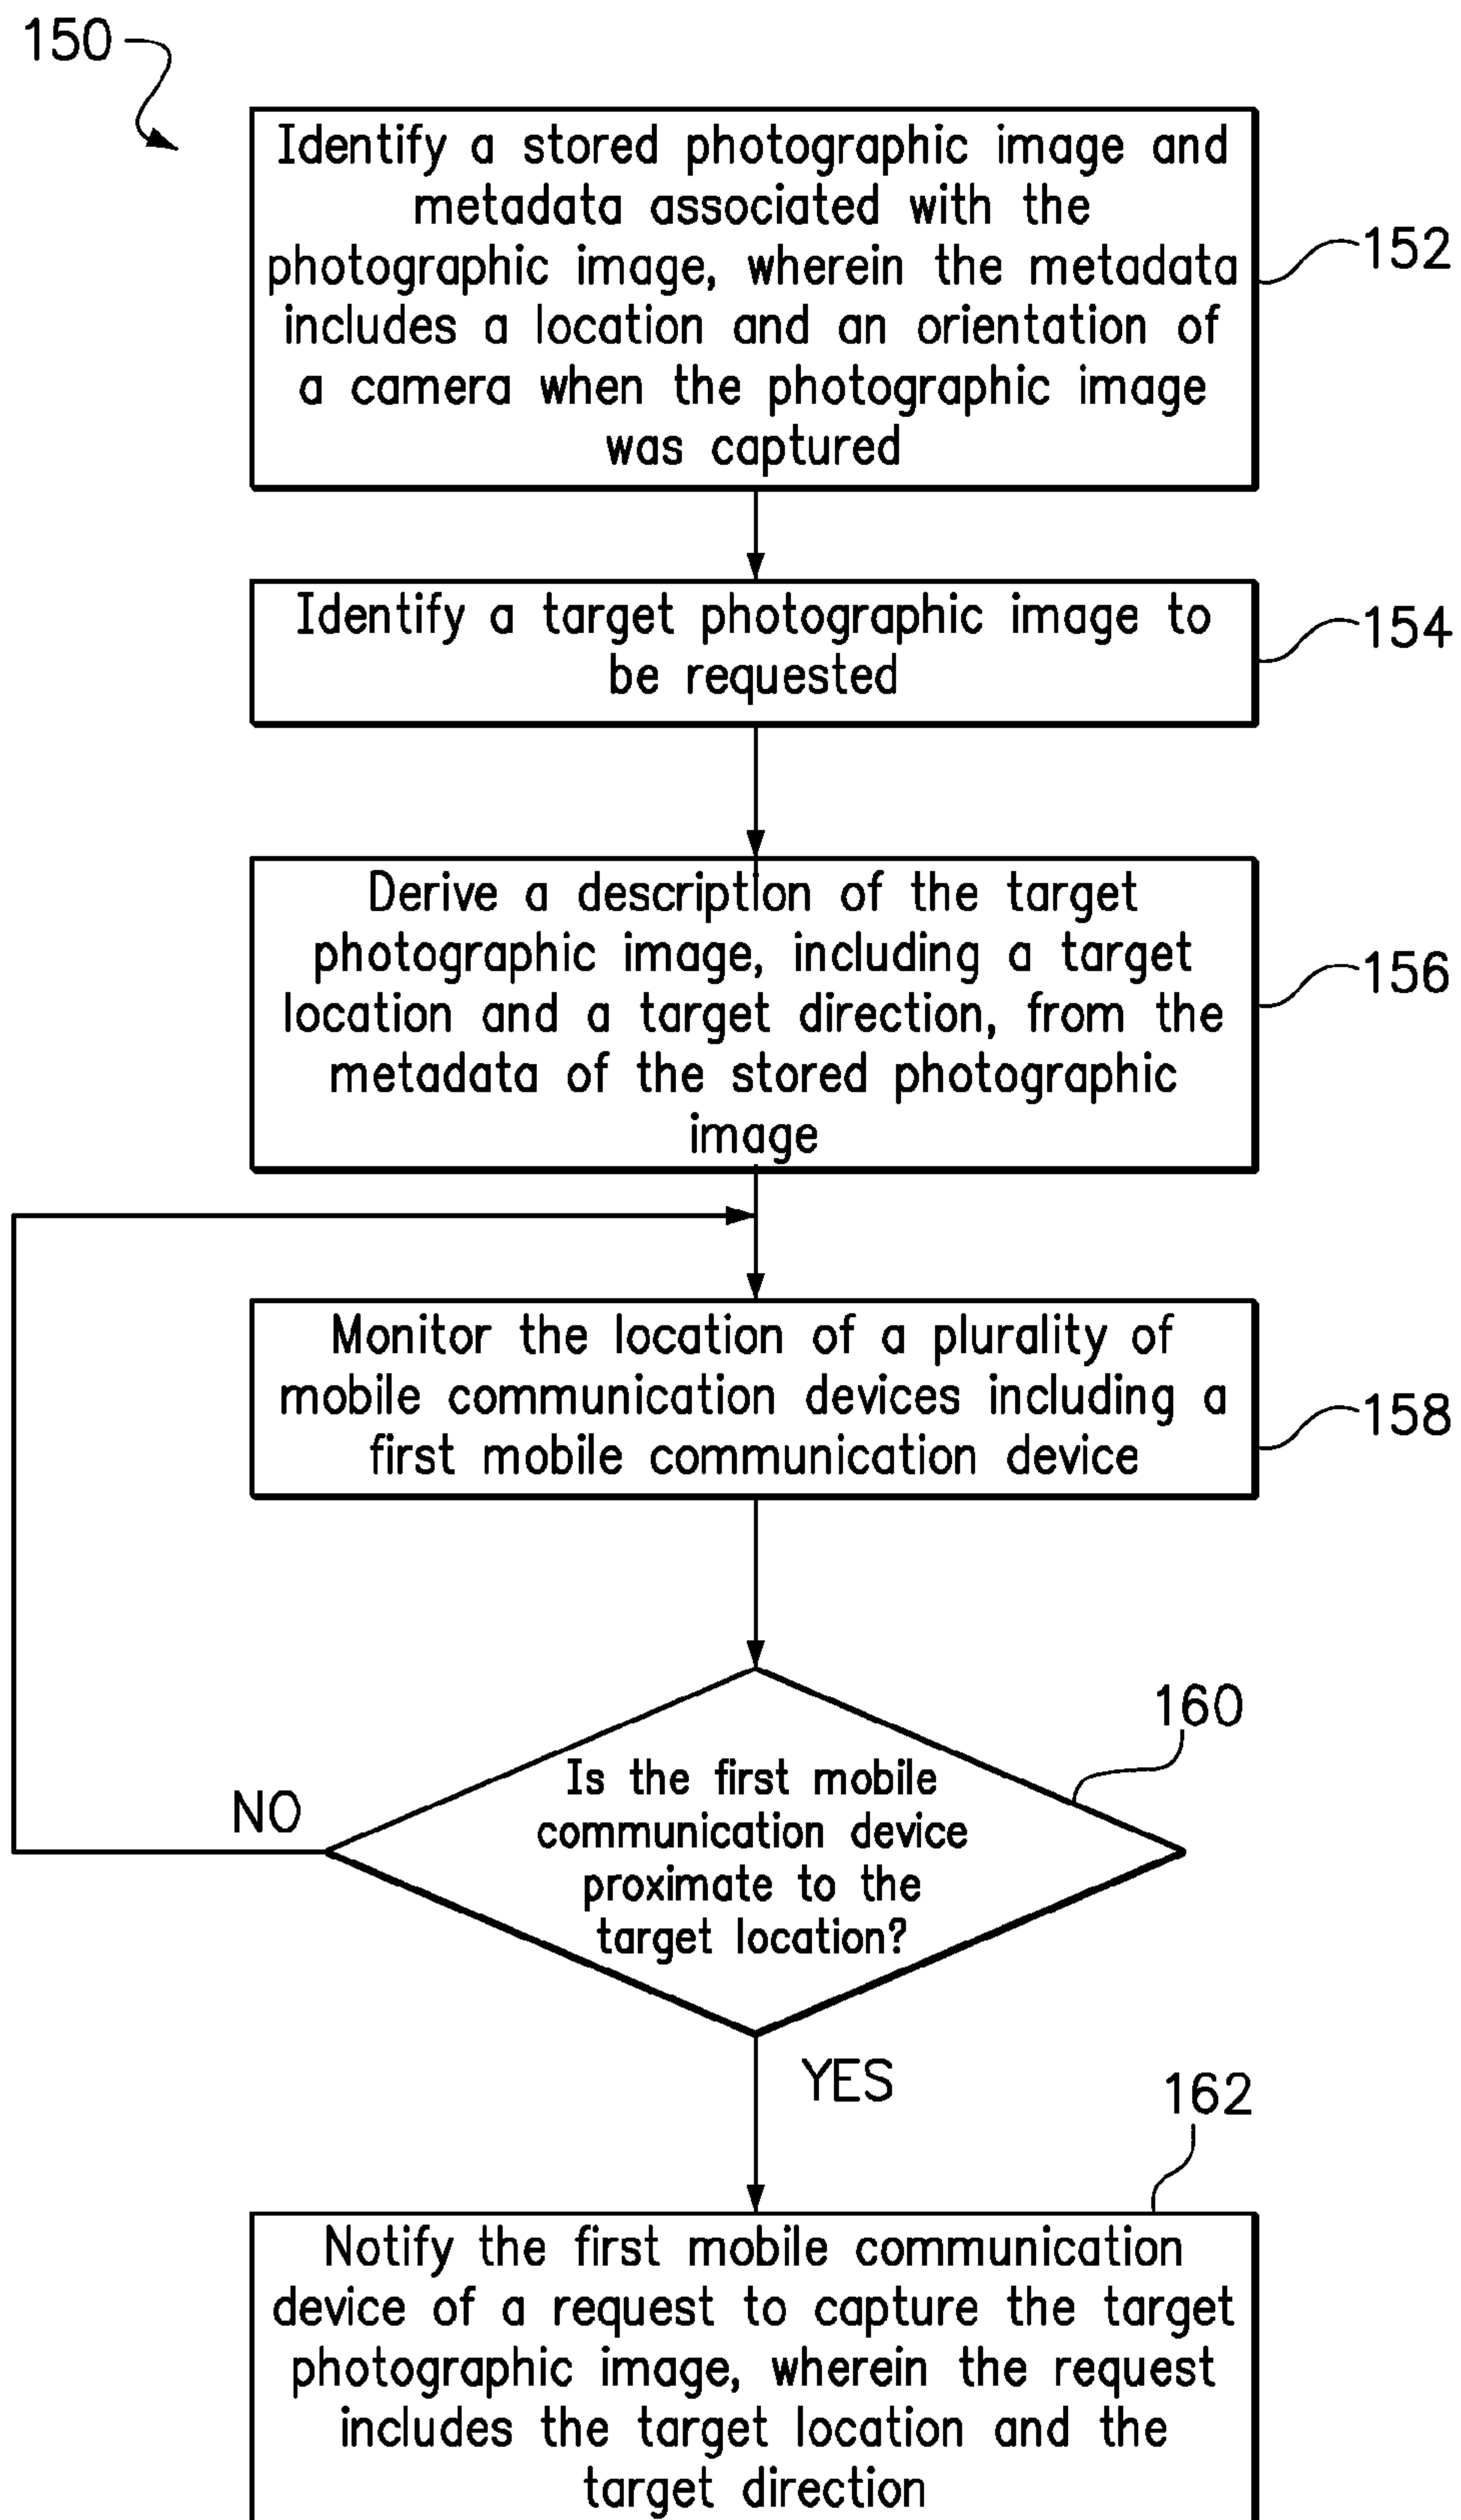 150
Identify a stored photographic image and
metadata associated with the
photographic image, wherein the metadata
includes a location and an orientation of
a camera when the photographic image
was captured
152
Identify a target photographic image to
be requested
154
Derive a description of the target
photographic image, including a target
location and a target direction, from the
metadata of the stored photographic
image
156
Monitor the location of a plurality of
mobile communication devices including a
first mobile communication device
158
160
Is the first mobile
communication device
proximate to the
target location?
NO
YES
162
Notify the first mobile communication
device of a request to capture the target
photographic image, wherein the request
includes the target location and the
target direction